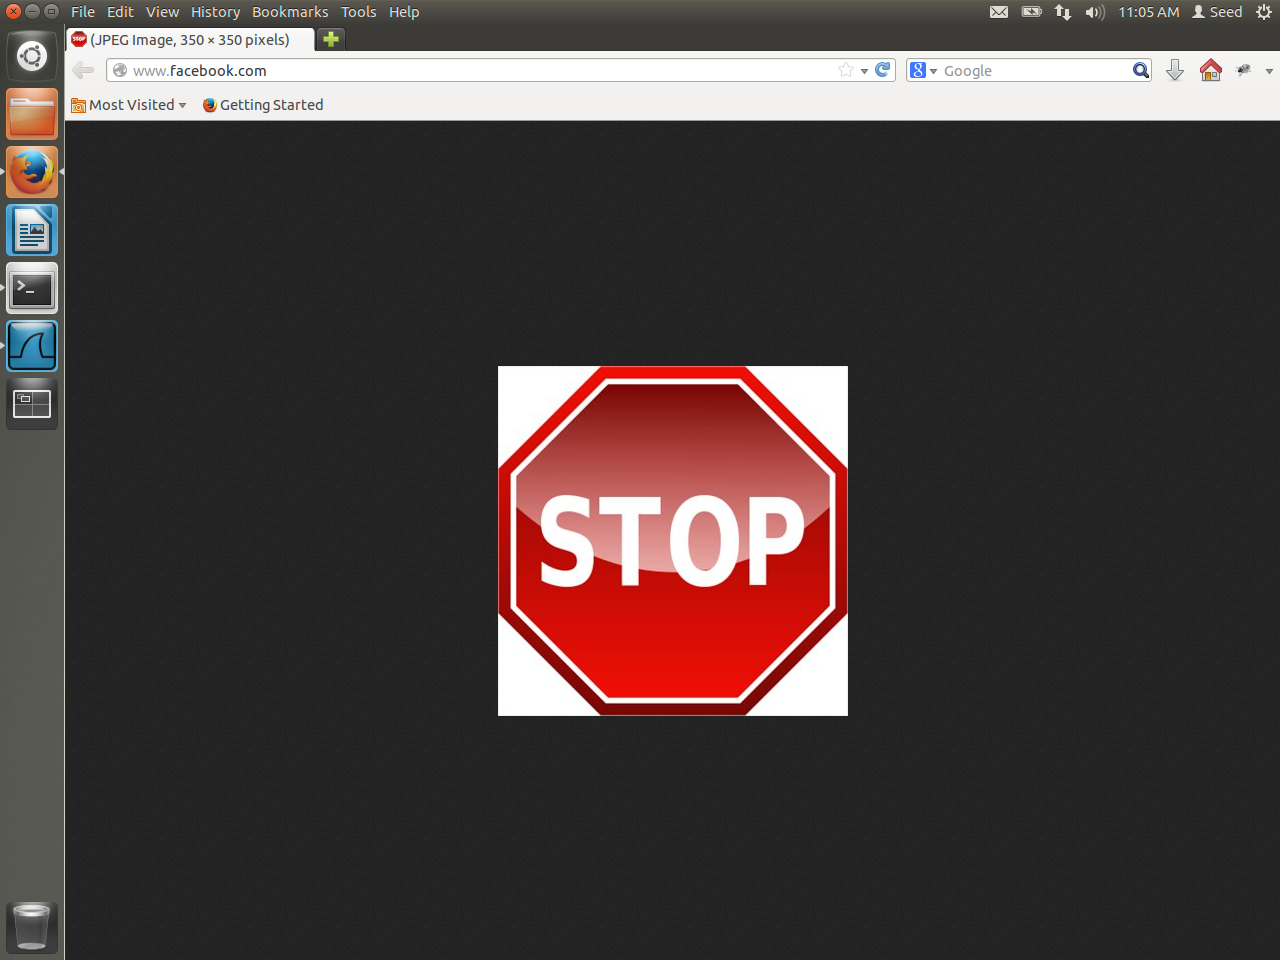 File Edit View History Bookmarks Tools Help 11:05 AM Seed
STOP (JPEG Image, 350 × 350 pixels)
www.facebook.com Google
Most Visited Getting Started
STOP